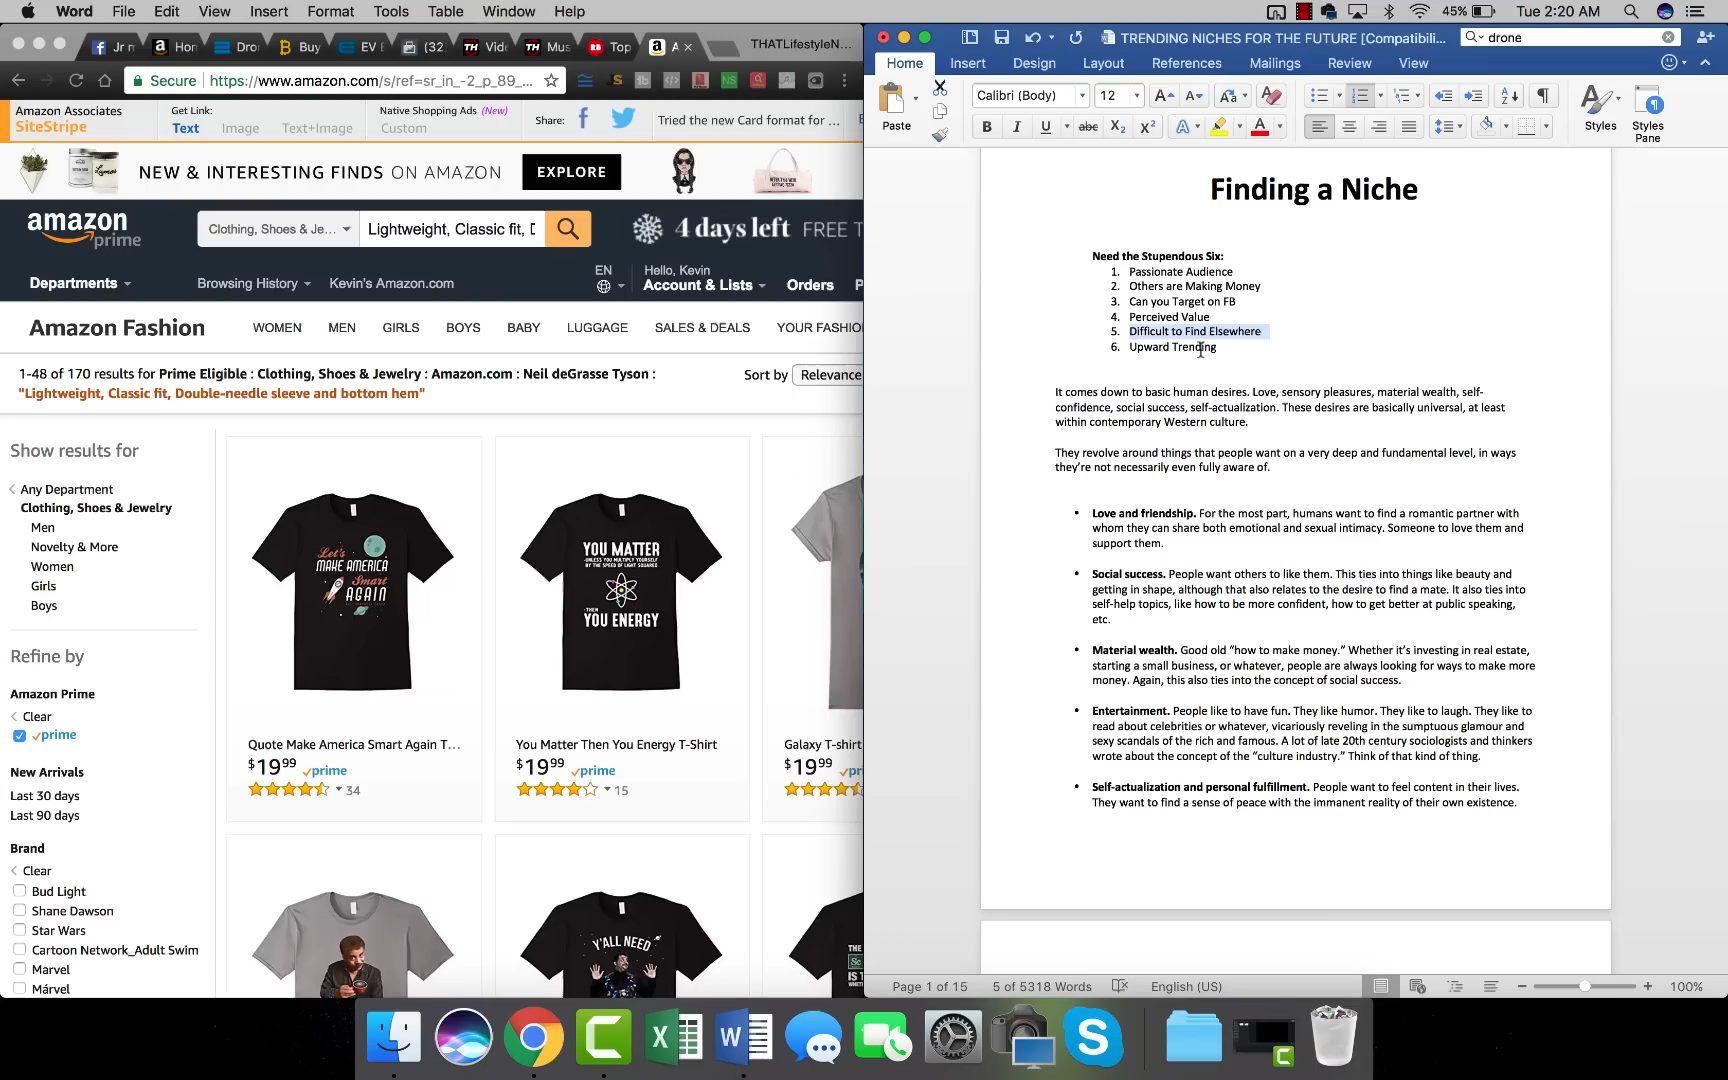 Word File Edit View Insert Format Tools Table Window Help
45% Tue 2:20 AM
Jr m
Hon
Dro
Buy
EV E
(32
Vide
Mus
Top
A
THATLifestyleN...
Secure https://www.amazon.com/s/ref=sr_in_-2_p_89_...
Amazon Associates
SiteStripe
Get Link:
Text Image Text+Image
Native Shopping Ads (New)
Custom
Share:
Tried the new Card format for ...
NEW & INTERESTING FINDS ON AMAZON EXPLORE
amazon
prime
Clothing, Shoes & Je...
Lightweight, Classic fit, D
4 days left FREE T
Departments
Browsing History
Kevin's Amazon.com
EN
Hello, Kevin
Account & Lists
Orders
P
Amazon Fashion WOMEN MEN GIRLS BOYS BABY LUGGAGE SALES & DEALS YOUR FASHIO
1-48 of 170 results for Prime Eligible : Clothing, Shoes & Jewelry : Amazon.com : Neil deGrasse Tyson :
"Lightweight, Classic fit, Double-needle sleeve and bottom hem"
Sort by Relevance
Show results for
Any Department
Clothing, Shoes & Jewelry
Men
Novelty & More
Women
Girls
Boys
Refine by
Amazon Prime
Clear
prime
New Arrivals
Last 30 days
Last 90 days
Brand
Clear
Bud Light
Shane Dawson
Star Wars
Cartoon Network_Adult Swim
Marvel
Márvel
Let's
MAKE AMERICA
Smart
AGAIN
Quote Make America Smart Again T...
$19.99 prime
34
YOU MATTER
-UNLESS YOU MULTIPLY YOURSELF
BY THE SPEED OF LIGHT SQUARED
-THEN
YOU ENERGY
You Matter Then You Energy T-Shirt
$19.99 prime
15
Galaxy T-shirt
$19.99 pr
Y'ALL NEED
THE
Sc
IS T
TRENDING NICHES FOR THE FUTURE [Compatibili...
drone
Home Insert Design Layout References Mailings Review View
Paste
Calibri (Body) 12
Styles
Styles
Pane
Finding a Niche
Need the Stupendous Six:
1. Passionate Audience
2. Others are Making Money
3. Can you Target on FB
4. Perceived Value
5. Difficult to Find Elsewhere
6. Upward Trending
It comes down to basic human desires. Love, sensory pleasures, material wealth, self-
confidence, social success, self-actualization. These desires are basically universal, at least
within contemporary Western culture.
They revolve around things that people want on a very deep and fundamental level, in ways
they're not necessarily even fully aware of.
• Love and friendship. For the most part, humans want to find a romantic partner with
whom they can share both emotional and sexual intimacy. Someone to love them and
support them.
• Social success. People want others to like them. This ties into things like beauty and
getting in shape, although that also relates to the desire to find a mate. It also ties into
self-help topics, like how to be more confident, how to get better at public speaking,
etc.
• Material wealth. Good old “how to make money.” Whether it's investing in real estate,
starting a small business, or whatever, people are always looking for ways to make more
money. Again, this also ties into the concept of social success.
• Entertainment. People like to have fun. They like humor. They like to laugh. They like to
read about celebrities or whatever, vicariously reveling in the sumptuous glamour and
sexy scandals of the rich and famous. A lot of late 20th century sociologists and thinkers
wrote about the concept of the “culture industry.” Think of that kind of thing.
• Self-actualization and personal fulfillment. People want to feel content in their lives.
They want to find a sense of peace with the immanent reality of their own existence.
Page 1 of 15 5 of 5318 Words English (US) 100%